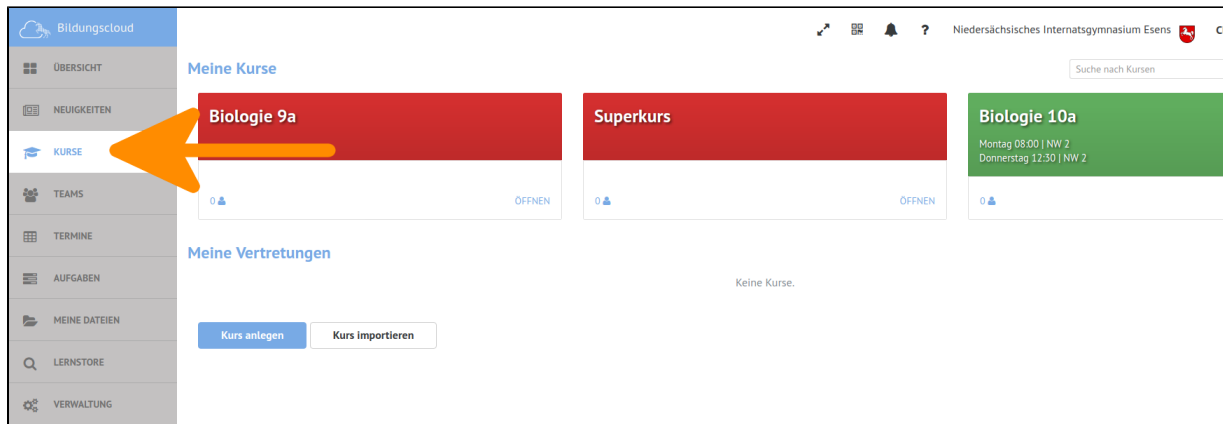 Bildungscloud
Niedersächsisches Internatsgymnasium Esens
ÜBERSICHT
NEUIGKEITEN
KURSE
TEAMS
TERMINE
AUFGABEN
MEINE DATEIEN
LERNSTORE
VERWALTUNG
Meine Kurse
Suche nach Kursen
Biologie 9a
0
ÖFFNEN
Superkurs
0
ÖFFNEN
Biologie 10a
Montag 08:00 | NW 2
Donnerstag 12:30 | NW 2
0
Meine Vertretungen
Keine Kurse.
Kurs anlegen
Kurs importieren